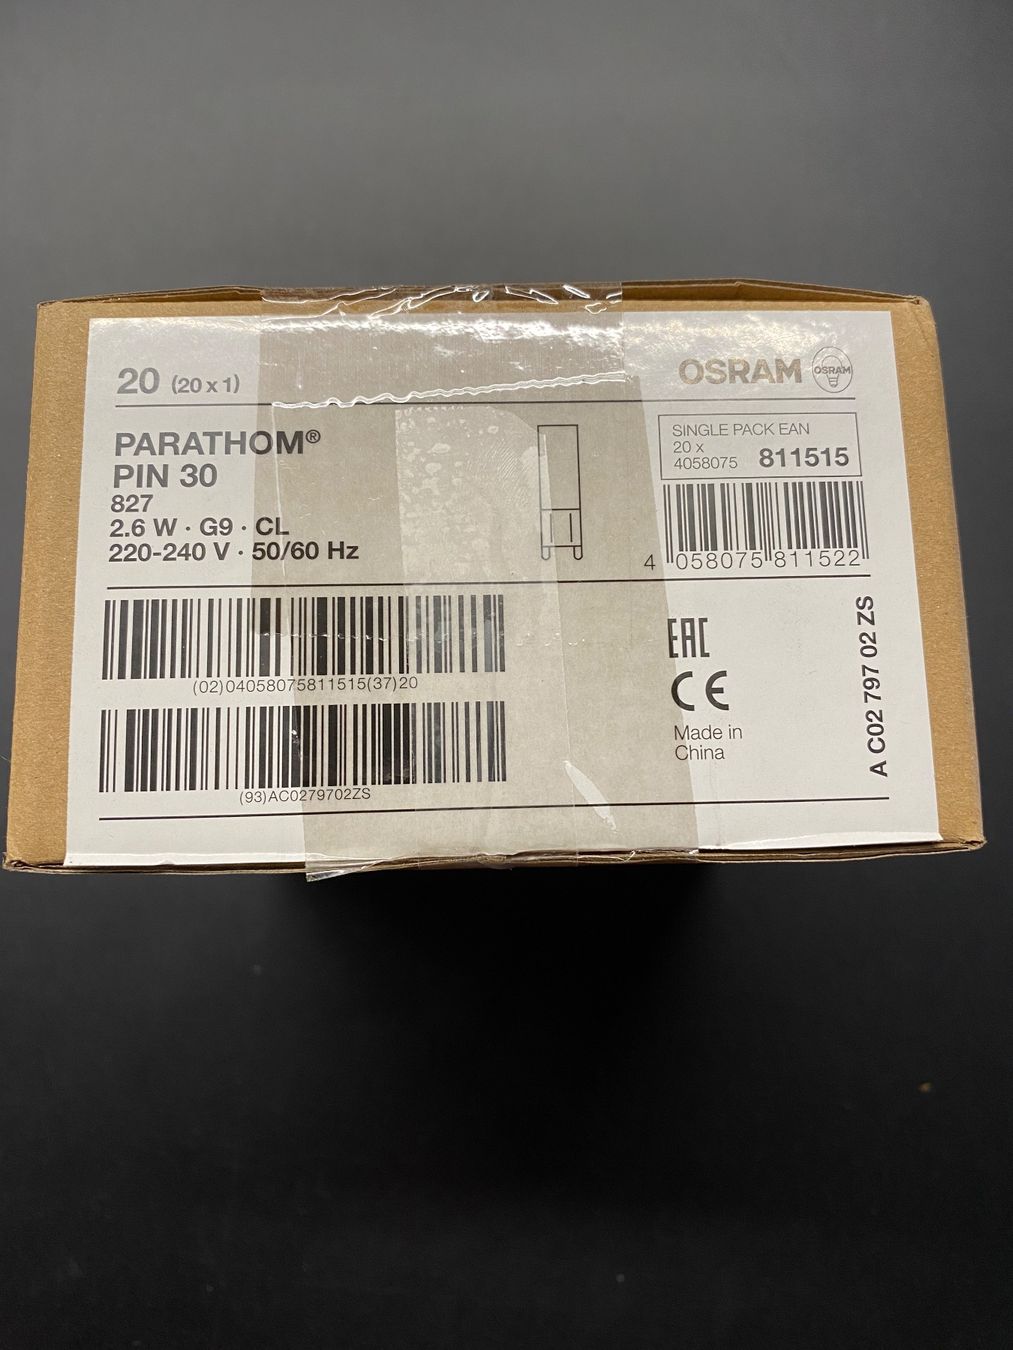 20 (20 x 1)
OSRAM
OSRAM
PARATHOM®
PIN 30
827
2.6 W · G9 · CL
220-240 V · 50/60 Hz
SINGLE PACK EAN
20 x
4058075 811515
4 058075 811522
(02)04058075811515(37)20
(93)AC0279702ZS
EAC
CE
Made in
China
A C02 797 02 ZS